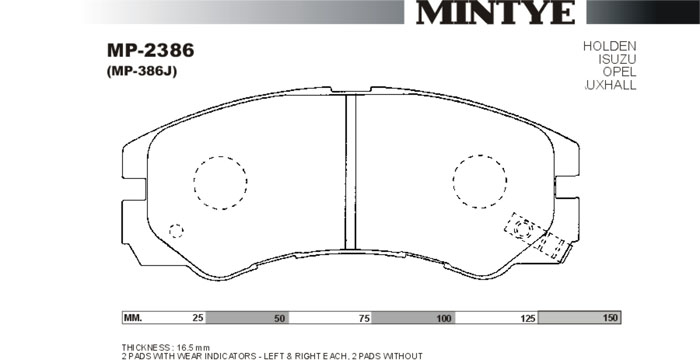 MINTYE
MP-2386
(MP-386J)
HOLDEN
ISUZU
OPEL
.UXHALL
MM. 25 50 75 100 125 150
THICKNESS : 16.5 mm
2 PADS WITH WEAR INDICATORS - LEFT & RIGHT EACH, 2 PADS WITHOUT